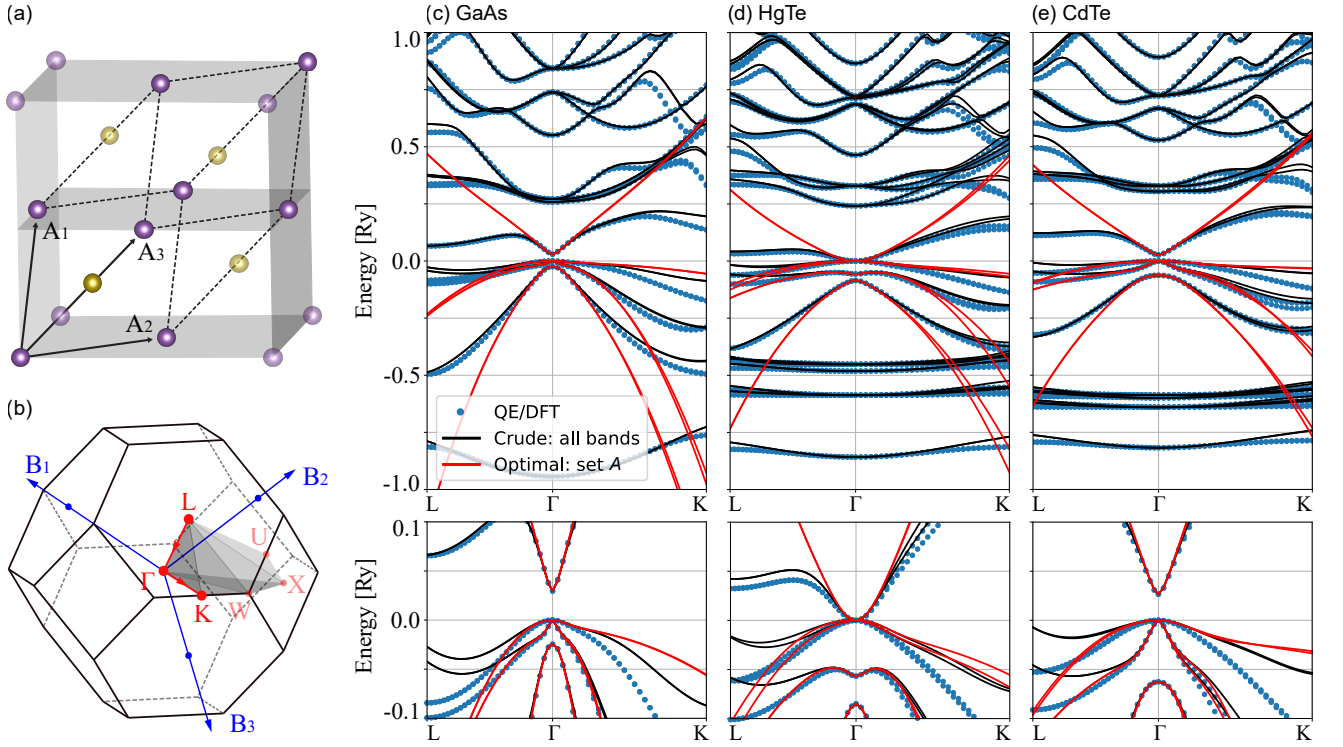 (a)
A1
A3
A2
(b)
B1
B2
B3
L
U
Γ
X
K
W
(c) GaAs
(d) HgTe
(e) CdTe
Energy [Ry]
1.0
0.5
0.0
-0.5
-1.0
QE/DFT
Crude: all bands
Optimal: set A
L
Γ
K
L
Γ
K
L
Γ
K
Energy [Ry]
0.1
0.0
-0.1
L
Γ
K
L
Γ
K
L
Γ
K